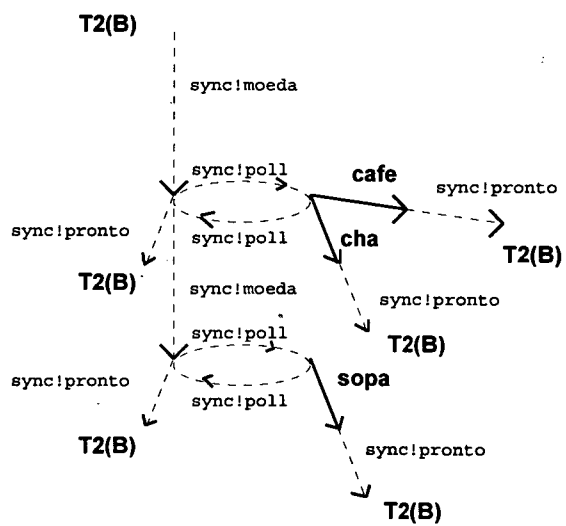 T2(B)
sync!moeda
sync!poll
cafe
sync!pronto
sync!pronto
sync!poll
cha
T2(B)
T2(B)
sync!moeda
sync!pronto
sync!poll
T2(B)
sync!pronto
sopa
sync!poll
T2(B)
sync!pronto
T2(B)